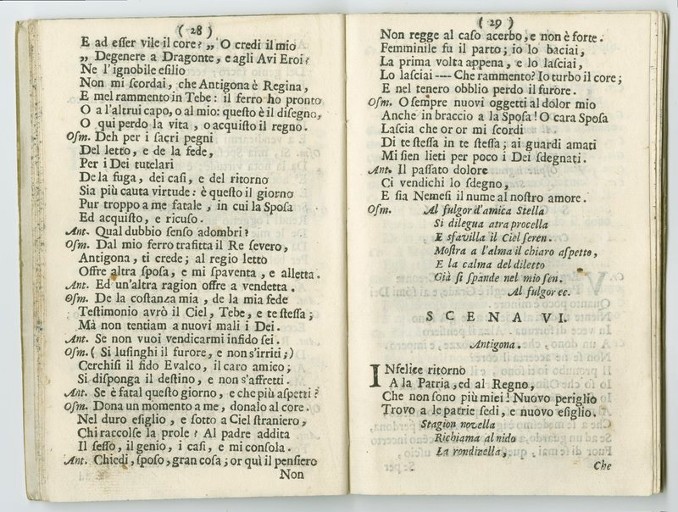 ( 28 )
E ad esser vile il core? „ O credi il mio
„ Degenere a Dragonte, e agli Avi Eroi?
Ne l'ignobile esilio
Non mi scordai, che Antigona è Regina,
E mel rammento in Tebe: il ferro ho pronto
O a l'altrui capo, o al mio: questo è il disegno,
O qui perdo la vita, o acquisto il regno.
Osm. Deh per i sacri pegni
Del letto, e de la fede,
Per i Dei tutelari
De la fuga, dei casi, e del ritorno
Sia più cauta virtude: è questo il giorno
Pur troppo a me fatale, in cui la Sposa
Ed acquisto, e ricuso.
Ant. Qual dubbio senso adombri?
Osm. Dal mio ferro trafitta il Re severo,
Antigona, ti crede; al regio letto
Offre altra sposa, e mi spaventa, e alletta.
Ant. Ed un'altra ragion offre a vendetta.
Osm. De la costanza mia, de la mia fede
Testimonio avrò il Ciel, Tebe, e te stessa;
Mà non tentiam a nuovi mali i Dei.
Ant. Se non vuoi vendicarmi infido sei.
Osm. ( Si lusinghi il furore, e non s'irriti;)
Cerchisi il fido Evalco, il caro amico;
Si disponga il destino, e non s'affretti.
Ant. Se è fatal questo giorno, e che più aspetti?
Osm. Dona un momento a me, donalo al core.
Nel duro esiglio, e sotto a Ciel straniero,
Chi raccolse la prole? Al padre addita
Il sesso, il genio, i casi, e mi consola.
Ant. Chiedi, sposo, gran cosa; or quì il pensiero
Non
( 29 )
Non regge al caso acerbo, e non è forte.
Femminile fu il parto; io lo baciai,
La prima volta appena, e lo lasciai,
Lo lasciai --- Che rammento? Io turbo il core;
E nel tenero obblio perdo il furore.
Osm. O sempre nuovi oggetti al dolor mio
Anche in braccio a la Sposa! O cara Sposa
Lascia che or or mi scordi
Di te stessa in te stessa; ai guardi amati
Mi sien lieti per poco i Dei sdegnati.
Ant. Il passato dolore
Ci vendichi lo sdegno,
E sia Nemesi il nume al nostro amore.
Osm. Al fulgor d'amica Stella
Si dilegua atra procella
E sfavilla il Ciel seren.
Mostra a l'alma il chiaro aspetto,
E la calma del diletto
Già si spande nel mio sen.
Al fulgor ec.
SCENA VI.
Antigona.
INfelice ritorno
A la Patria, ed al Regno,
Che non sono più miei! Nuovo periglio
Trovo a le patrie sedi, e nuovo esiglio.
Stagion novella
Richiama al nido
La rondinella,
Che